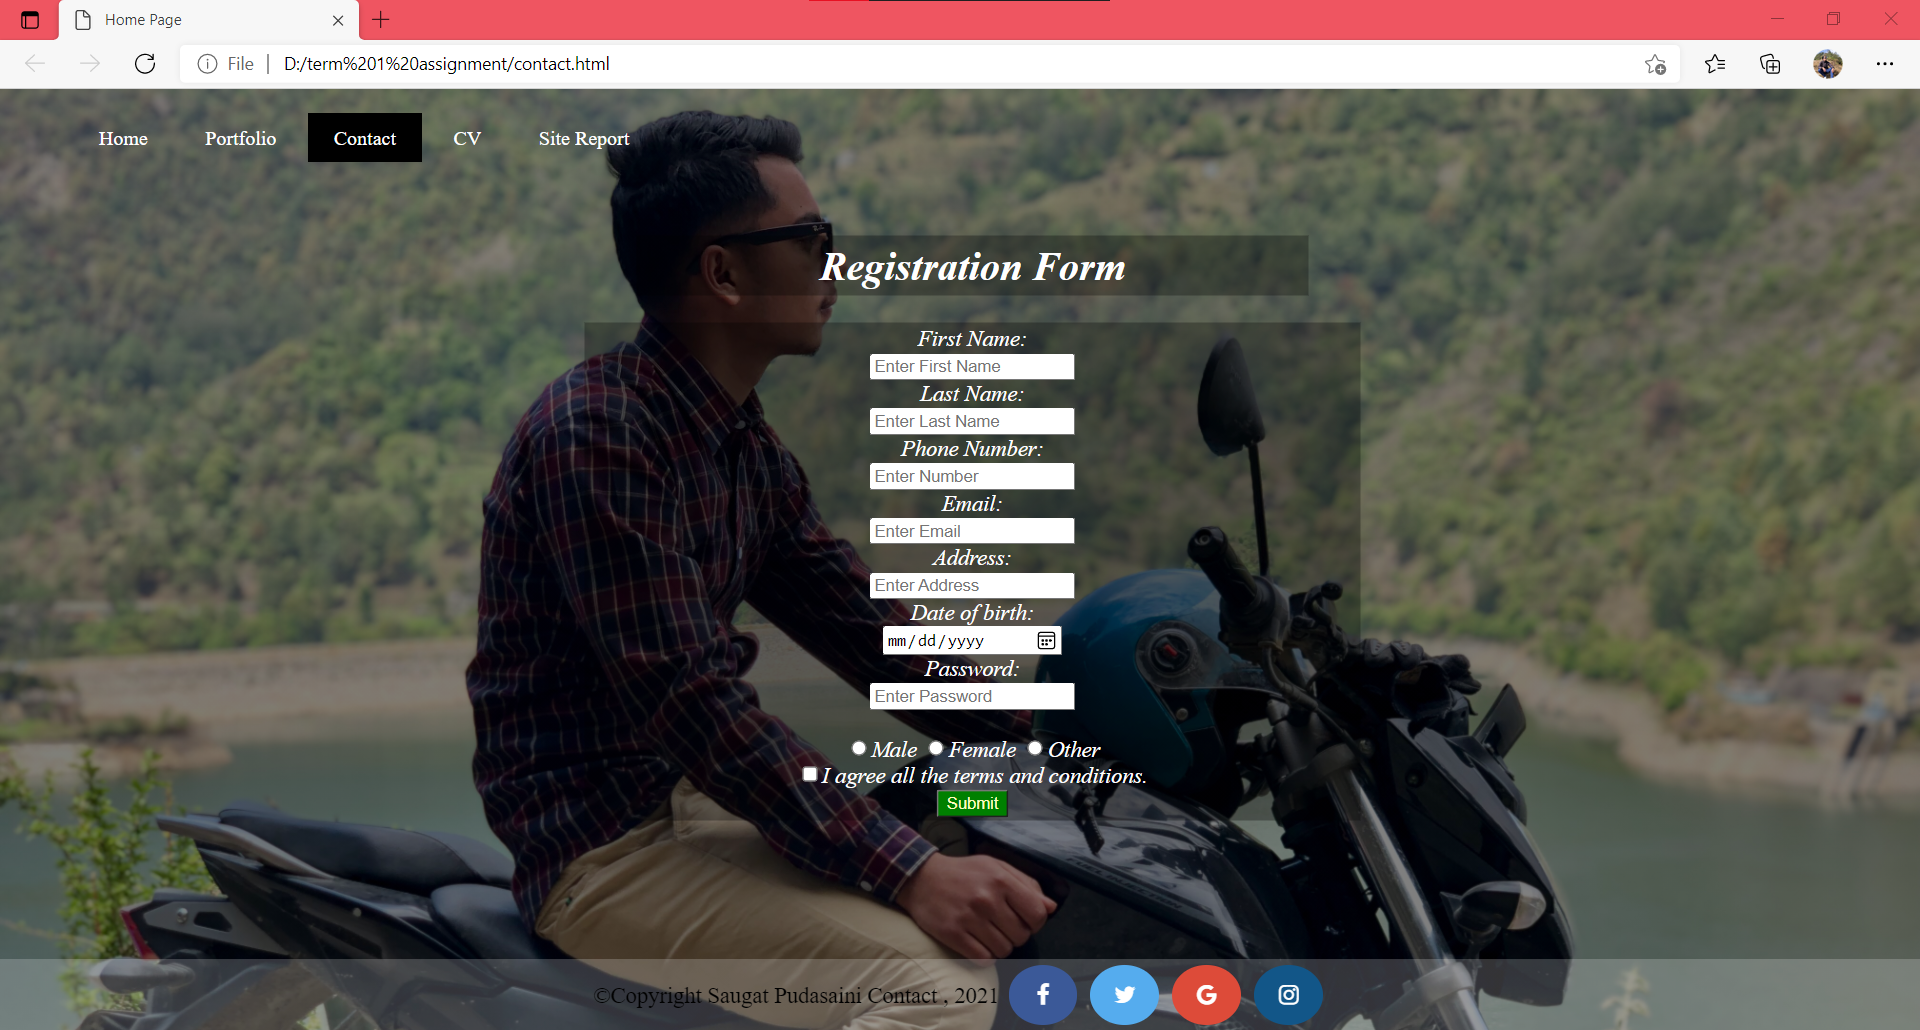 Home Page
File | D:/term%201%20assignment/contact.html
Home Portfolio Contact CV Site Report
Registration Form
First Name:
Enter First Name
Last Name:
Enter Last Name
Phone Number:
Enter Number
Email:
Enter Email
Address:
Enter Address
Date of birth:
mm/dd/yyyy
Password:
Enter Password
Male Female Other
I agree all the terms and conditions.
Submit
©Copyright Saugat Pudasaini Contact , 2021